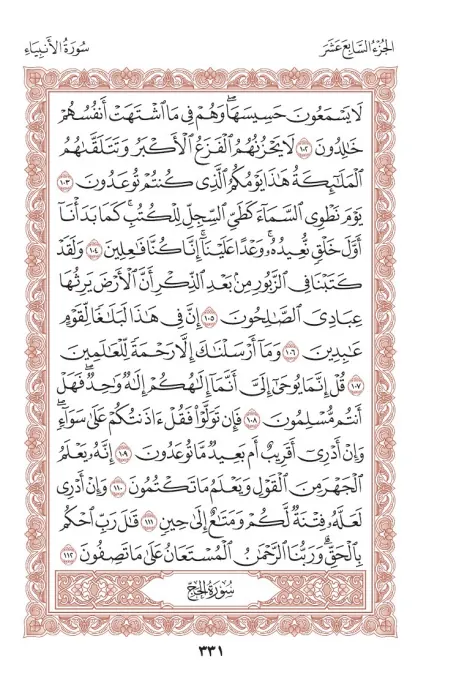 الجزء السابع عشر
سورة الأنبياء
لَا يَسْمَعُونَ حَسِيسَهَا ۖ وَهُمْ فِي مَا ٱشْتَهَتْ أَنفُسُهُمْ
خَٰلِدُونَ ١٠٢ لَا يَحْزُنُهُمُ ٱلْفَزَعُ ٱلْأَكْبَرُ وَتَتَلَقَّىٰهُمُ
ٱلْمَلَٰٓئِكَةُ هَٰذَا يَوْمُكُمُ ٱلَّذِي كُنتُمْ تُوعَدُونَ ١٠٣
يَوْمَ نَطْوِي ٱلسَّمَآءَ كَطَيِّ ٱلسِّجِلِّ لِلْكُتُبِ ۚ كَمَا بَدَأْنَآ
أَوَّلَ خَلْقٍ نُّعِيدُهُۥ ۚ وَعْدًا عَلَيْنَآ ۚ إِنَّا كُنَّا فَٰعِلِينَ ١٠٤ وَلَقَدْ
كَتَبْنَا فِي ٱلزَّبُورِ مِنۢ بَعْدِ ٱلذِّكْرِ أَنَّ ٱلْأَرْضَ يَرِثُهَا
عِبَادِيَ ٱلصَّٰلِحُونَ ١٠٥ إِنَّ فِي هَٰذَا لَبَلَٰغًا لِّقَوْمٍ
عَٰبِدِينَ ١٠٦ وَمَآ أَرْسَلْنَٰكَ إِلَّا رَحْمَةً لِّلْعَٰلَمِينَ
١٠٧ قُلْ إِنَّمَا يُوحَىٰٓ إِلَيَّ أَنَّمَآ إِلَٰهُكُمْ إِلَٰهٌ وَٰحِدٌ ۖ فَهَلْ
أَنتُم مُّسْلِمُونَ ١٠٨ فَإِن تَوَلَّوْا۟ فَقُلْ ءَاذَنتُكُمْ عَلَىٰ سَوَآءٍ ۖ
وَإِنْ أَدْرِيٓ أَقَرِيبٌ أَم بَعِيدٌ مَّا تُوعَدُونَ ١٠٩ إِنَّهُۥ يَعْلَمُ
ٱلْجَهْرَ مِنَ ٱلْقَوْلِ وَيَعْلَمُ مَا تَكْتُمُونَ ١١٠ وَإِنْ أَدْرِي
لَعَلَّهُۥ فِتْنَةٌ لَّكُمْ وَمَتَٰعٌ إِلَىٰ حِينٍ ١١١ قَٰلَ رَبِّ ٱحْكُم
بِٱلْحَقِّ ۗ وَرَبُّنَا ٱلرَّحْمَٰنُ ٱلْمُسْتَعَانُ عَلَىٰ مَا تَصِفُونَ ١١٢
سورة الحج
٣٣١